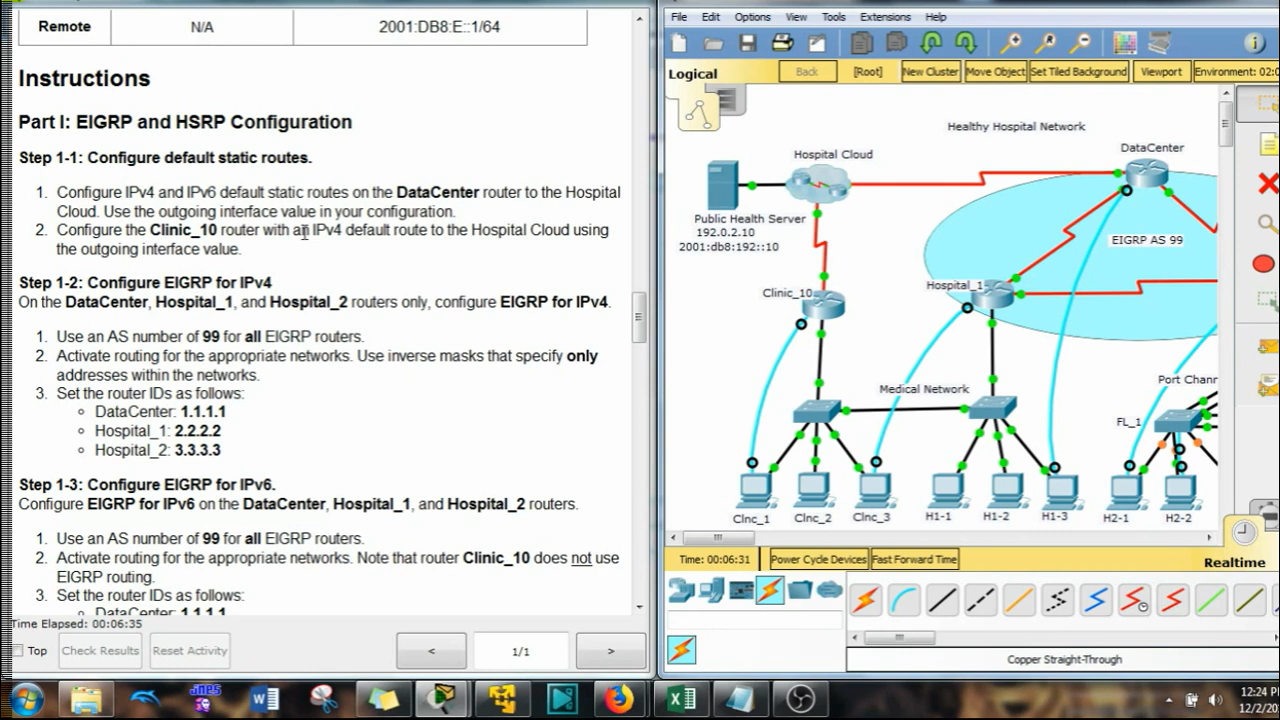 Remote N/A 2001:DB8:E::1/64
Instructions
Part I: EIGRP and HSRP Configuration
Step 1-1: Configure default static routes.
1. Configure IPv4 and IPv6 default static routes on the DataCenter router to the Hospital
Cloud. Use the outgoing interface value in your configuration.
2. Configure the Clinic_10 router with an IPv4 default route to the Hospital Cloud using
the outgoing interface value.
Step 1-2: Configure EIGRP for IPv4
On the DataCenter, Hospital_1, and Hospital_2 routers only, configure EIGRP for IPv4.
1. Use an AS number of 99 for all EIGRP routers.
2. Activate routing for the appropriate networks. Use inverse masks that specify only
addresses within the networks.
3. Set the router IDs as follows:
DataCenter: 1.1.1.1
Hospital_1: 2.2.2.2
Hospital_2: 3.3.3.3
Step 1-3: Configure EIGRP for IPv6.
Configure EIGRP for IPv6 on the DataCenter, Hospital_1, and Hospital_2 routers.
1. Use an AS number of 99 for all EIGRP routers.
2. Activate routing for the appropriate networks. Note that router Clinic_10 does not use
EIGRP routing.
3. Set the router IDs as follows:
DataCenter: 1.1.1.1
Time Elapsed: 00:06:35
Top Check Results Reset Activity < 1/1 >
File Edit Options View Tools Extensions Help
Logical Back [Root] New Cluster Move Object Set Tiled Background Viewport Environment: 02:0
Healthy Hospital Network
DataCenter
Hospital Cloud
Public Health Server
192.0.2.10
2001:db8:192::10
EIGRP AS 99
Hospital_1
Clinic_10
Medical Network
Port Chann
FL_1
Clnc_1 Clnc_2 Clnc_3 H1-1 H1-2 H1-3 H2-1 H2-2
Time: 00:06:31 Power Cycle Devices Fast Forward Time
Realtime
Copper Straight-Through
12:24 P
12/2/20